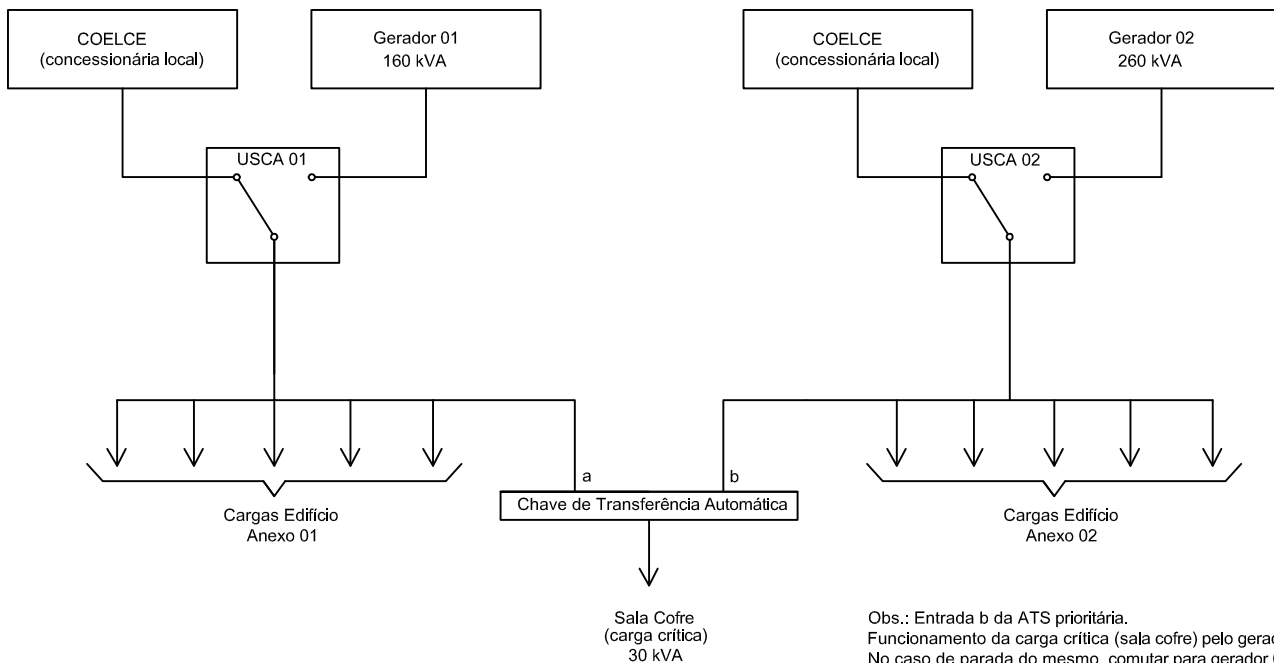 COELCE
(concessionária local)
Gerador 01
160 kVA
COELCE
(concessionária local)
Gerador 02
260 kVA
USCA 01
USCA 02
a
b
Chave de Transferência Automática
Cargas Edifício
Anexo 01
Cargas Edifício
Anexo 02
Sala Cofre
(carga crítica)
30 kVA
Obs.: Entrada b da ATS prioritária.
Funcionamento da carga crítica (sala cofre) pelo
No caso de parada do mesmo, comutar para gerador